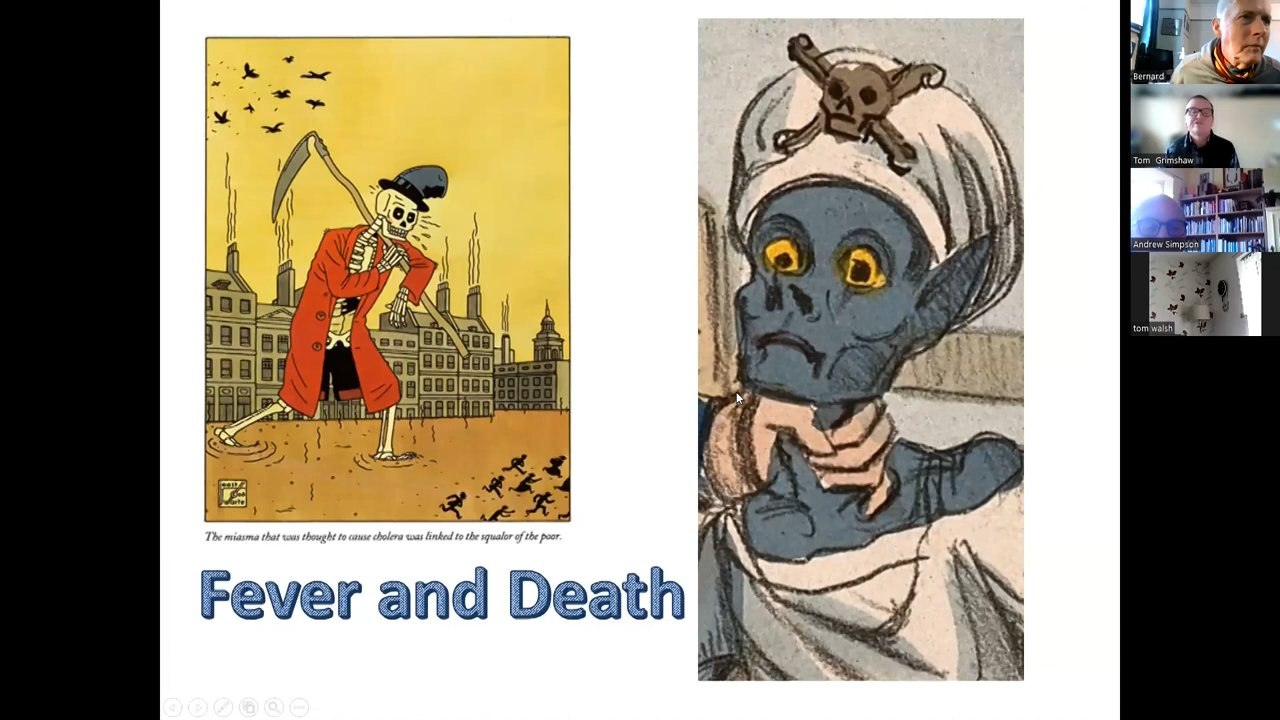 The miasma that was thought to cause cholera was linked to the squalor of the poor.
Fever and Death
Bernard
Tom Grimshaw
Andrew Simpson
tom walsh